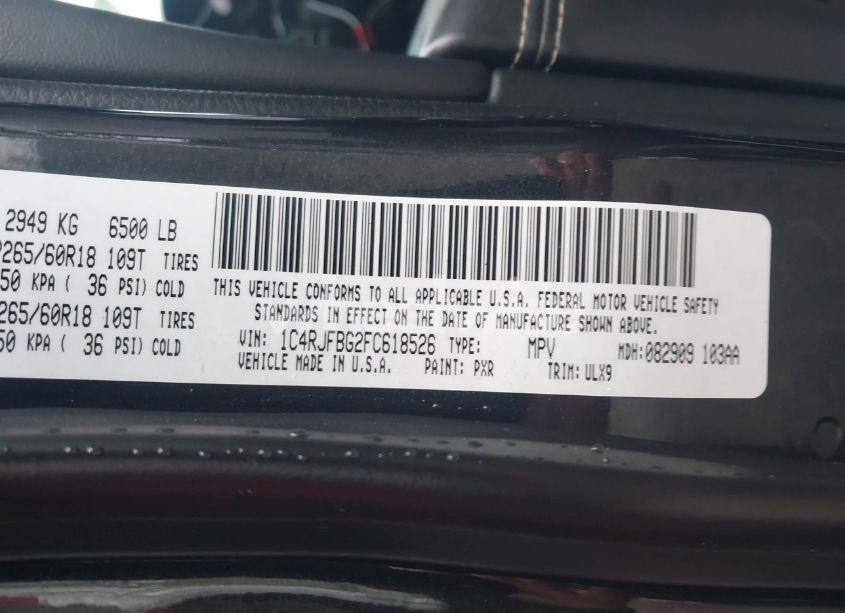 2949 KG 6500 LB
265/60R18 109T TIRES
50 KPA ( 36 PSI) COLD
265/60R18 109T TIRES
50 KPA ( 36 PSI) COLD
THIS VEHICLE CONFORMS TO ALL APPLICABLE U.S.A. FEDERAL MOTOR VEHICLE SAFETY
STANDARDS IN EFFECT ON THE DATE OF MANUFACTURE SHOWN ABOVE.
VIN: 1C4RJFBG2FC618526 TYPE: MPV MDH:082909 103AA
VEHICLE MADE IN U.S.A. PAINT: PXR TRIM: ULX9